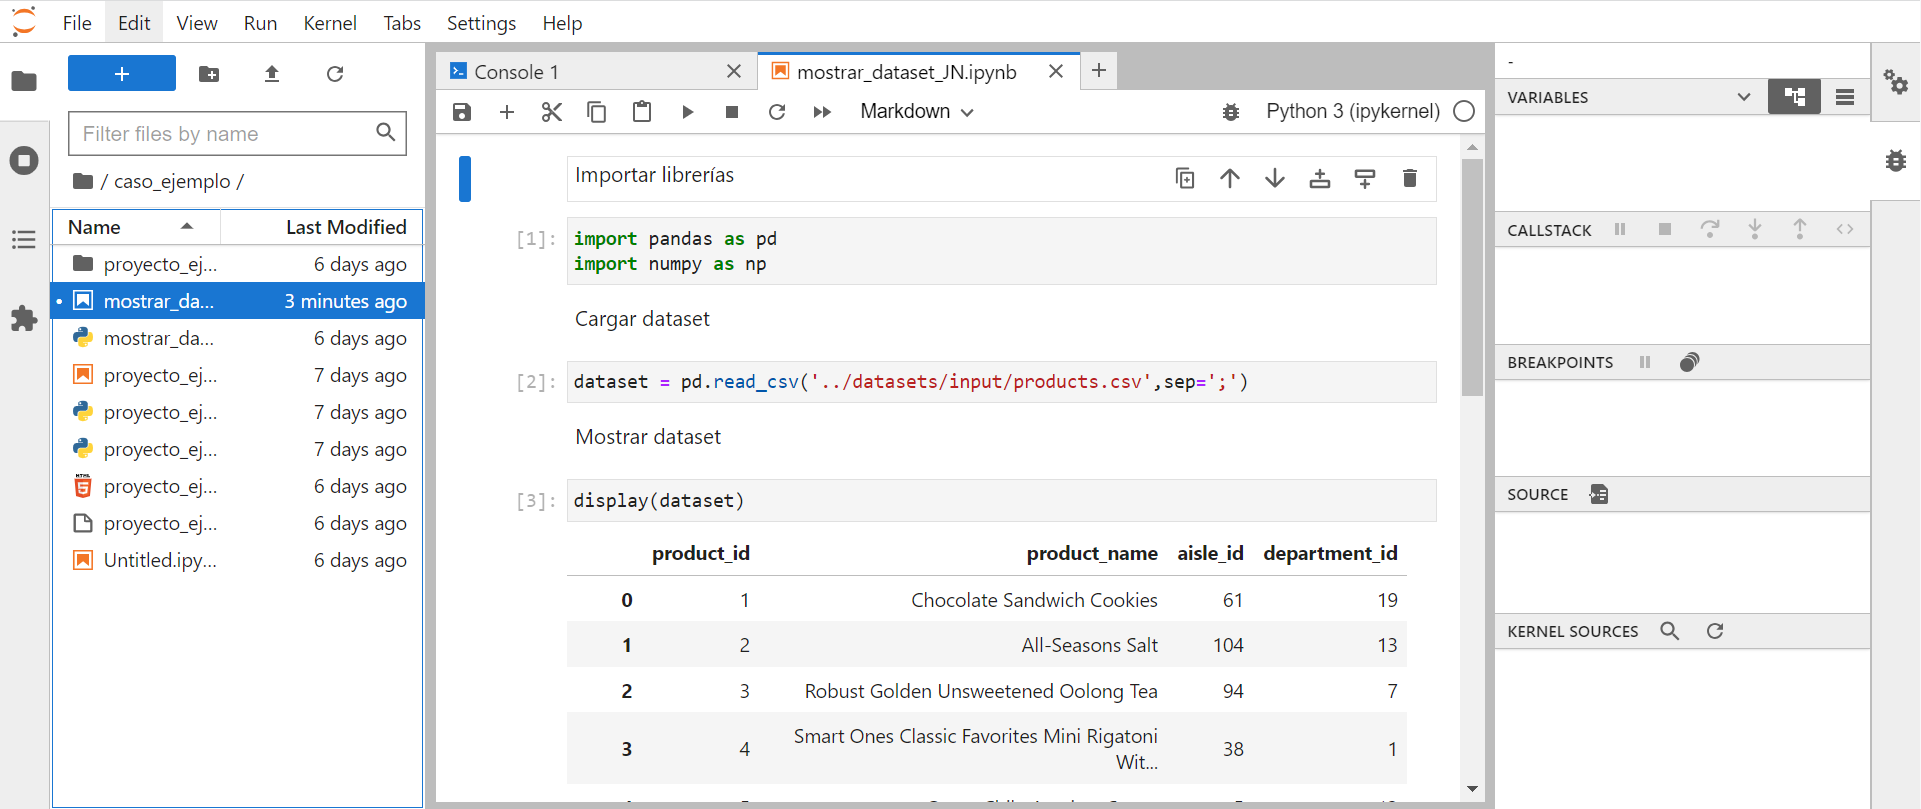 File Edit View Run Kernel Tabs Settings Help
Filter files by name
/ caso_ejemplo /
Name Last Modified
proyecto_ej... 6 days ago
mostrar_da... 3 minutes ago
mostrar_da... 6 days ago
proyecto_ej... 7 days ago
proyecto_ej... 7 days ago
proyecto_ej... 7 days ago
proyecto_ej... 6 days ago
proyecto_ej... 6 days ago
Untitled.ipy... 6 days ago
Console 1
mostrar_dataset_JN.ipynb
Markdown
Python 3 (ipykernel)
Importar librerías
[1]: import pandas as pd
import numpy as np
Cargar dataset
[2]: dataset = pd.read_csv('../datasets/input/products.csv',sep=';')
Mostrar dataset
[3]: display(dataset)
product_id product_name aisle_id department_id
0 1 Chocolate Sandwich Cookies 61 19
1 2 All-Seasons Salt 104 13
2 3 Robust Golden Unsweetened Oolong Tea 94 7
3 4 Smart Ones Classic Favorites Mini Rigatoni 38 1
Wit...
-
VARIABLES
CALLSTACK
BREAKPOINTS
SOURCE
KERNEL SOURCES